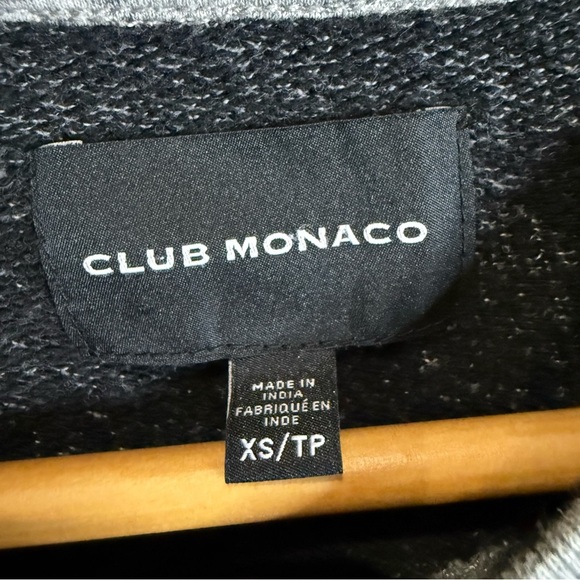 CLUB MONACO
MADE IN
INDIA
FABRIQUÉ EN
INDE
XS/TP